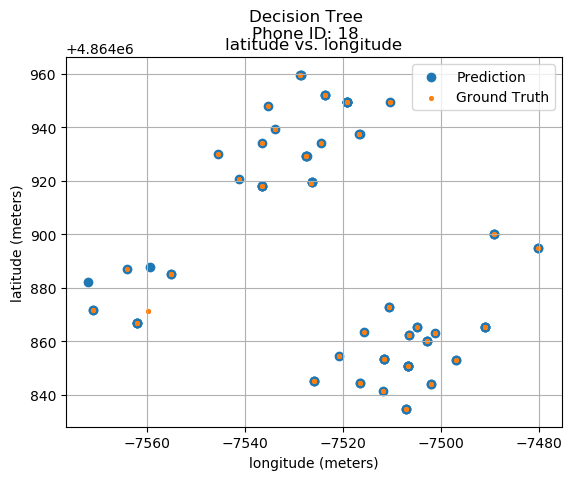 Decision Tree
Phone ID: 18
latitude vs. longitude
+4.864e6
Prediction
Ground Truth
960
940
920
900
880
860
840
latitude (meters)
−7560
−7540
−7520
−7500
−7480
longitude (meters)